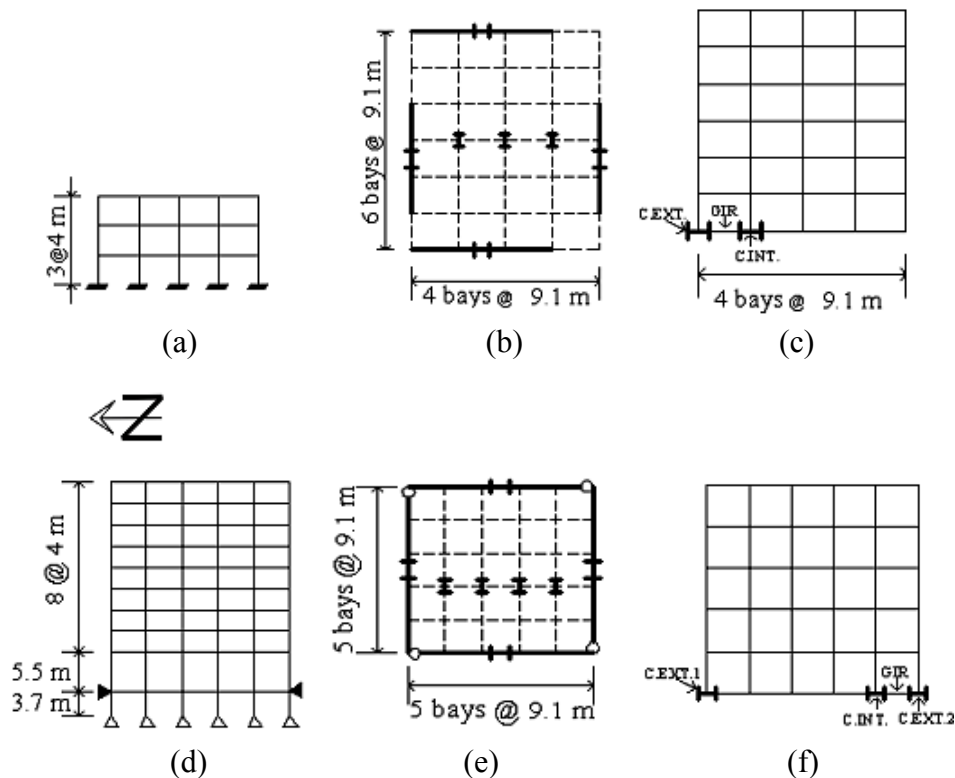 3@4 m
(a)
6 bays @ 9.1 m
4 bays @ 9.1 m
(b)
C.EXT.
GIR
C.INT.
4 bays @ 9.1 m
(c)
N
8 @ 4 m
5.5 m
3.7 m
(d)
5 bays @ 9.1 m
5 bays @ 9.1 m
(e)
C.EXT.1
GIR
C.INT.
C.EXT.2
(f)